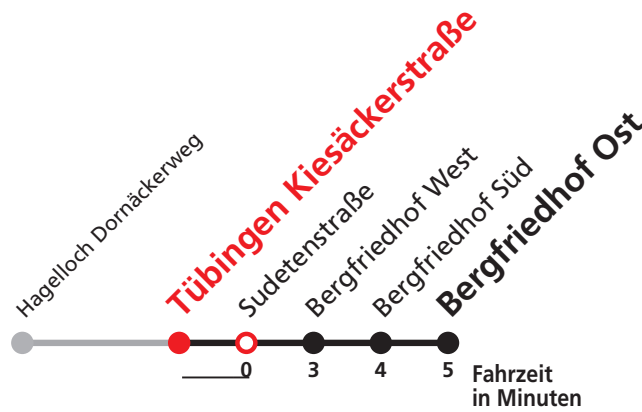 Hagelloch Dornäckerweg
Tübingen Kiesäckerstraße
Sudetenstraße
Bergfriedhof West
Bergfriedhof Süd
Bergfriedhof Ost
0 3 4 5
Fahrzeit
in Minuten